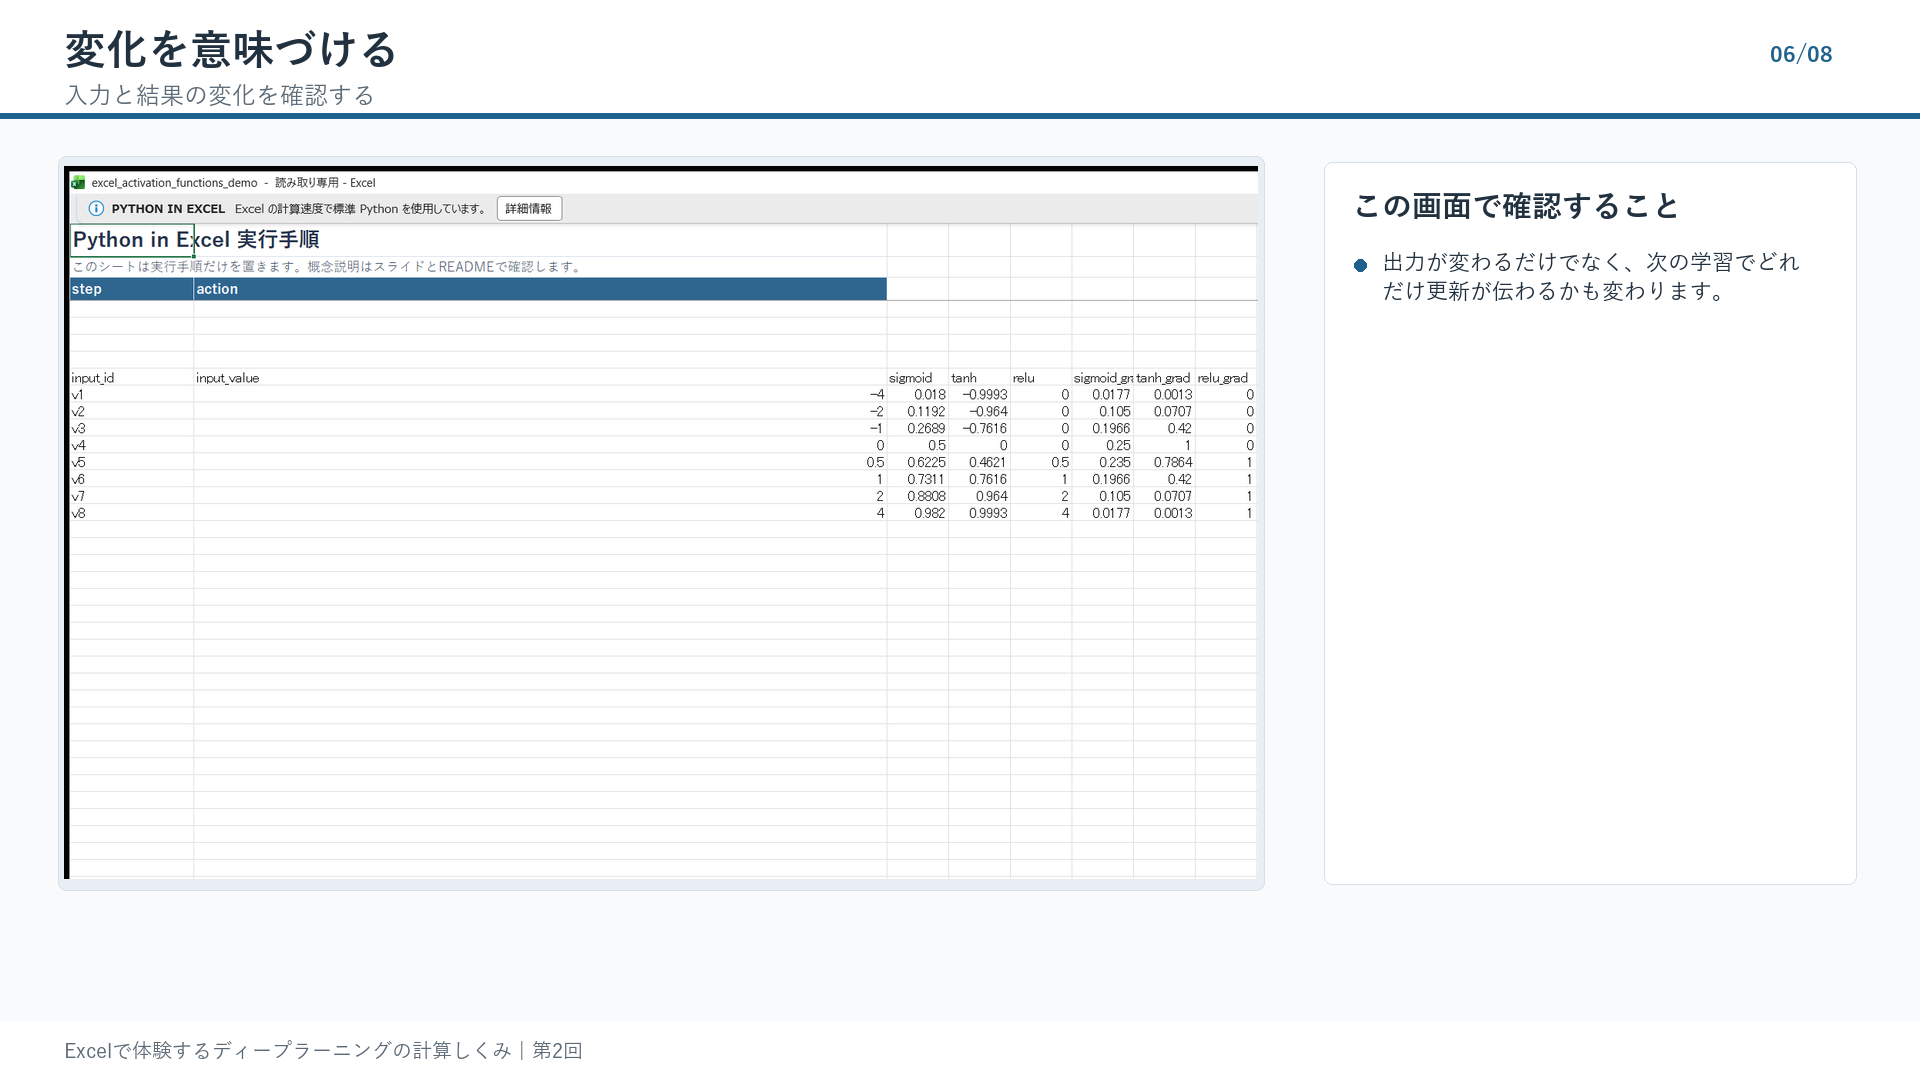 変化を意味づける
06/08
入力と結果の変化を確認する
excel_activation_functions_demo - 読み取り専用 - Excel
PYTHON IN EXCEL Excel の計算速度で標準 Python を使用しています。 詳細情報
Python in Excel 実行手順
このシートは実行手順だけを置きます。概念説明はスライドとREADMEで確認します。
step action
input_id input_value sigmoid tanh relu sigmoid_gr tanh_grad relu_grad
v1 -4 0.018 -0.9993 0 0.0177 0.0013 0
v2 -2 0.1192 -0.964 0 0.105 0.0707 0
v3 -1 0.2689 -0.7616 0 0.1966 0.42 0
v4 0 0.5 0 0 0.25 1 0
v5 0.5 0.6225 0.4621 0.5 0.235 0.7864 1
v6 1 0.7311 0.7616 1 0.1966 0.42 1
v7 2 0.8808 0.964 2 0.105 0.0707 1
v8 4 0.982 0.9993 4 0.0177 0.0013 1
この画面で確認すること
出力が変わるだけでなく、次の学習でどれ
だけ更新が伝わるかも変わります。
Excelで体験するディープラーニングの計算しくみ｜第2回